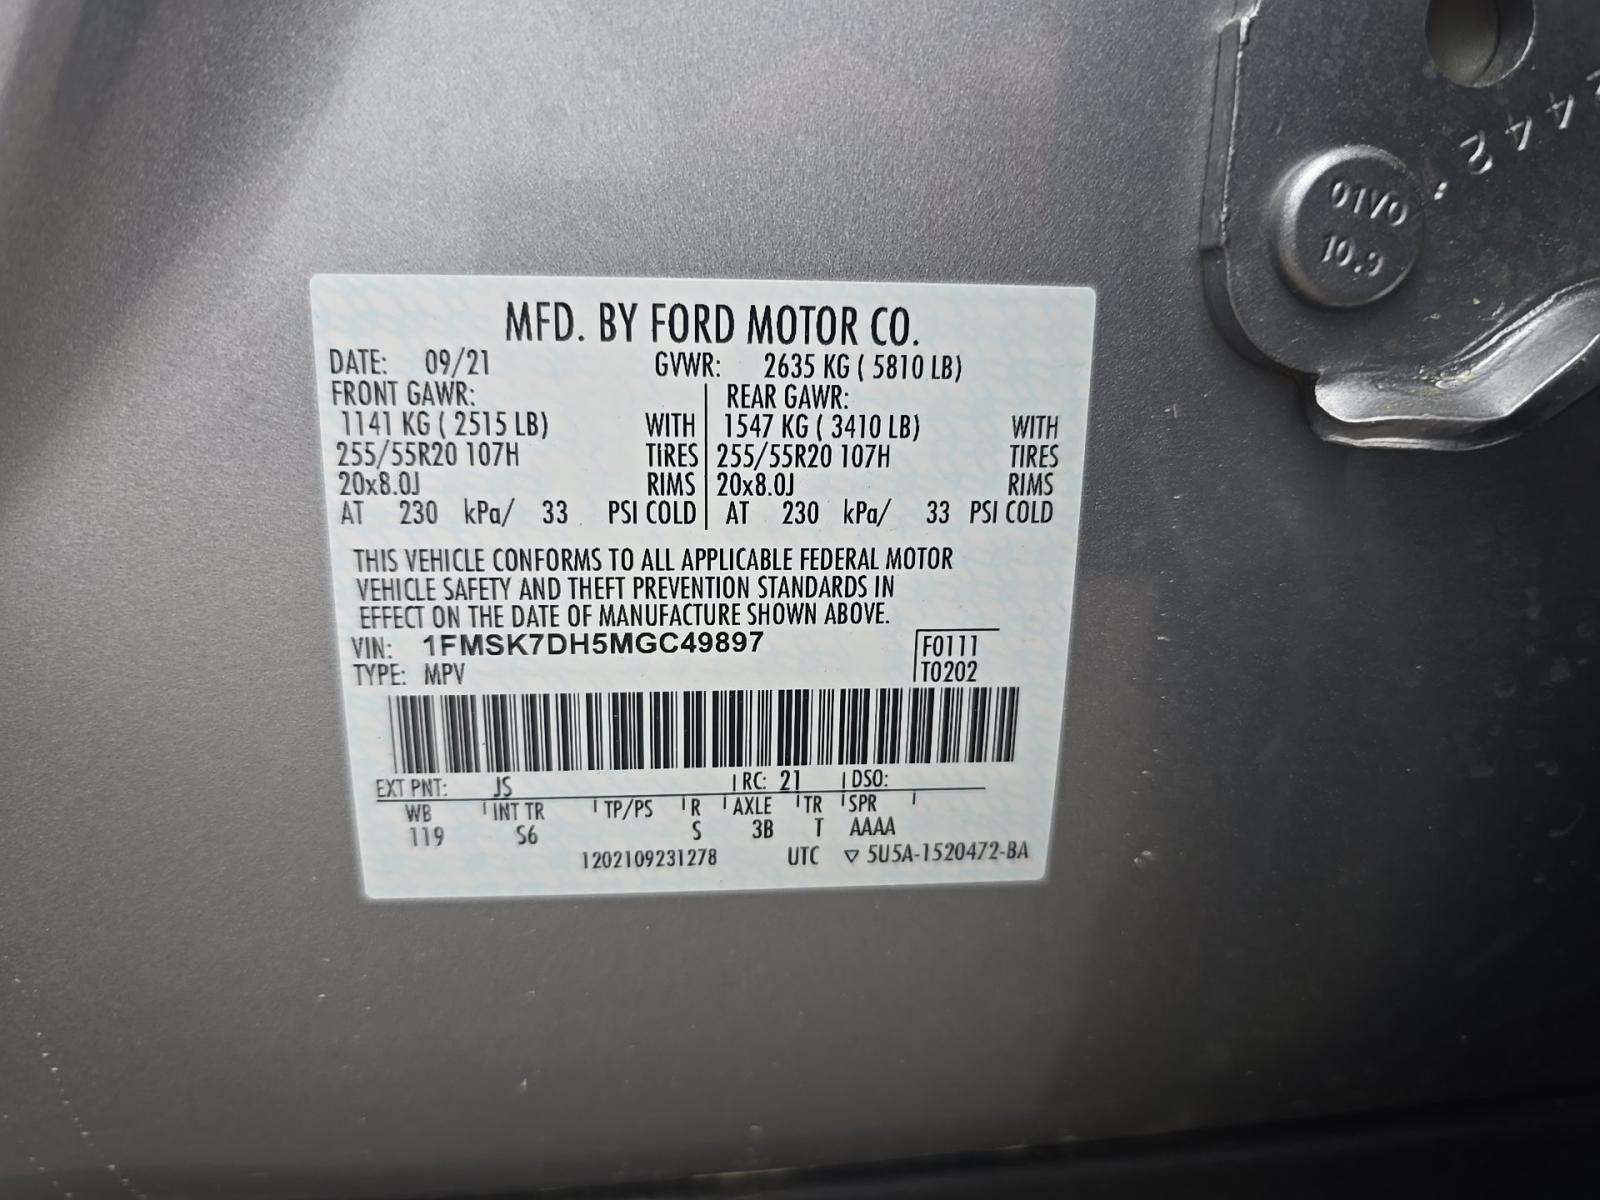 2442.
OIVO
10.9
MFD. BY FORD MOTOR CO.
DATE: 09/21 GVWR: 2635 KG ( 5810 LB)
FRONT GAWR: REAR GAWR:
1141 KG ( 2515 LB) WITH 1547 KG ( 3410 LB) WITH
255/55R20 107H TIRES 255/55R20 107H TIRES
20x8.0J RIMS 20x8.0J RIMS
AT 230 kPa/ 33 PSI COLD AT 230 kPa/ 33 PSI COLD
THIS VEHICLE CONFORMS TO ALL APPLICABLE FEDERAL MOTOR
VEHICLE SAFETY AND THEFT PREVENTION STANDARDS IN
EFFECT ON THE DATE OF MANUFACTURE SHOWN ABOVE.
VIN: 1FMSK7DH5MGC49897 F0111
TYPE: MPV T0202
EXT PNT: JS RC: 21 DSO:
WB INT TR TP/PS R AXLE TR SPR
119 S6 S 3B T AAAA
1202109231278 UTC ▽ 5U5A-1520472-BA